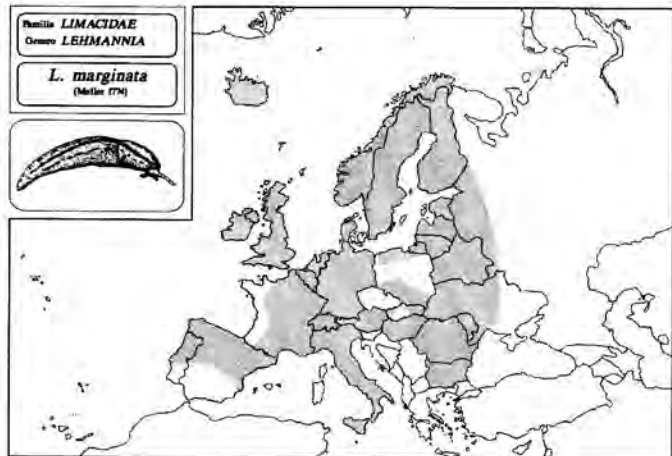 Familia LIMACIDAE
Genero LEHMANNIA
L. marginata
(Müller 1774)